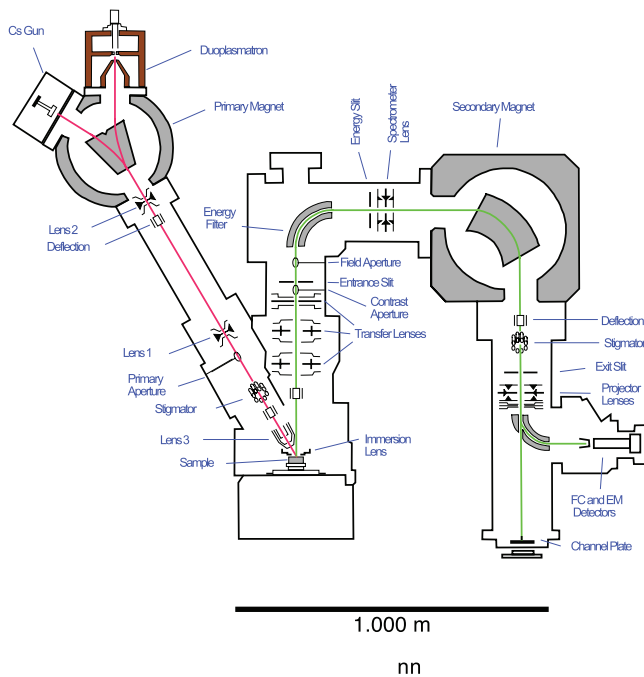 Cs Gun
Duoplasmatron
Primary Magnet
Energy Slit
Spectrometer
Lens
Secondary Magnet
Lens 2
Deflection
Energy
Filter
Field Aperture
Entrance Slit
Contrast
Aperture
Transfer Lenses
Lens 1
Primary
Aperture
Stigmator
Lens 3
Sample
Immersion
Lens
Deflection
Stigmator
Exit Slit
Projector
Lenses
FC and EM
Detectors
Channel Plate
1.000 m
nn